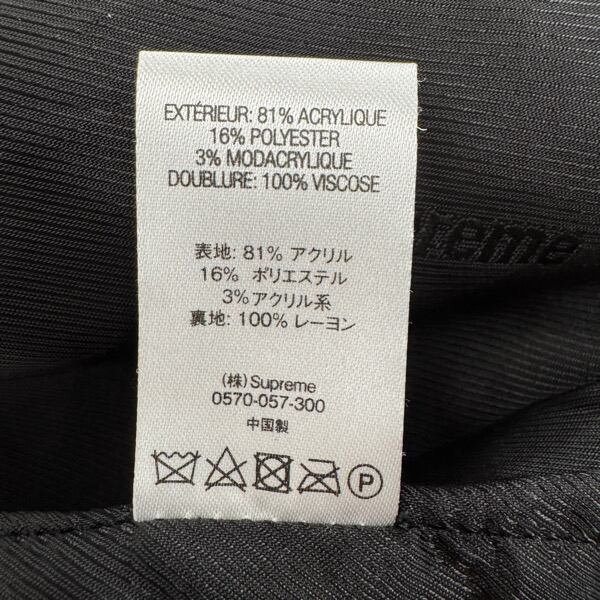 EXTÉRIEUR: 81% ACRYLIQUE
16% POLYESTER
3% MODACRYLIQUE
DOUBLURE: 100% VISCOSE
表地: 81% アクリル
16% ポリエステル
3% アクリル系
裏地: 100% レーヨン
(株) Supreme
0570-057-300
中国製
P
reme